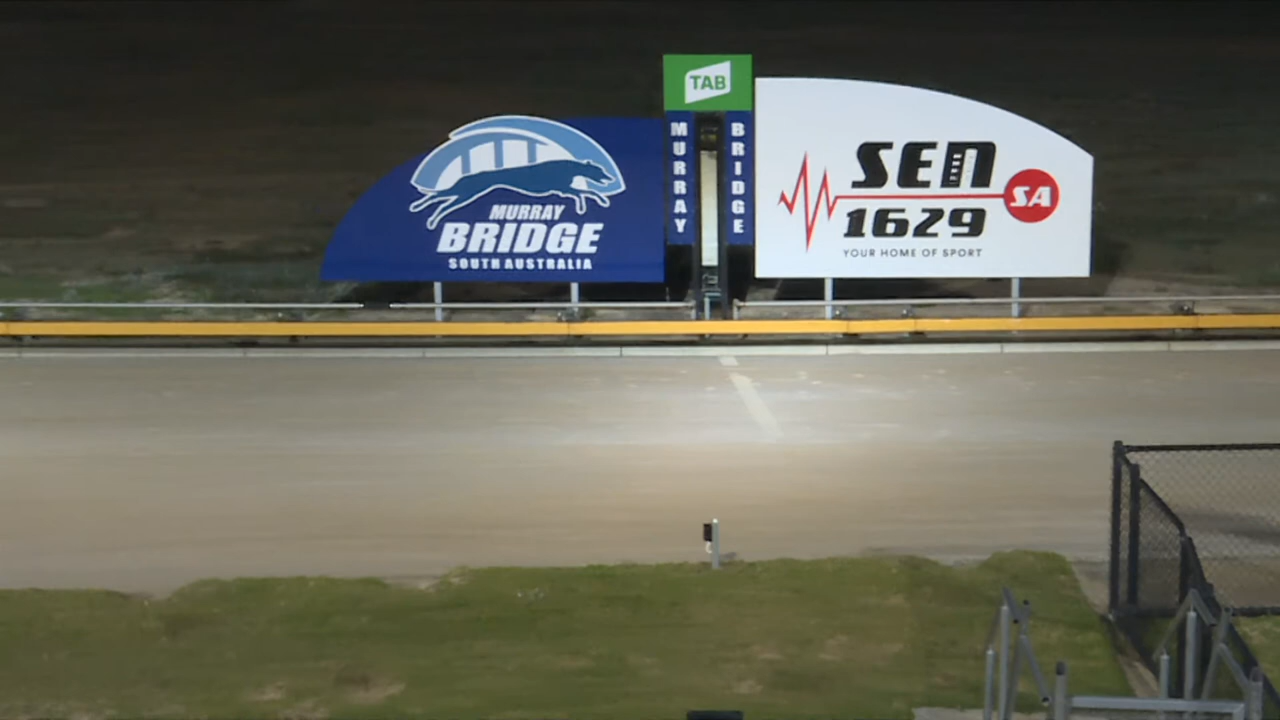 TAB
MURRAY
BRIDGE
MURRAY
BRIDGE
SOUTH AUSTRALIA
SEN
SA
1629
YOUR HOME OF SPORT